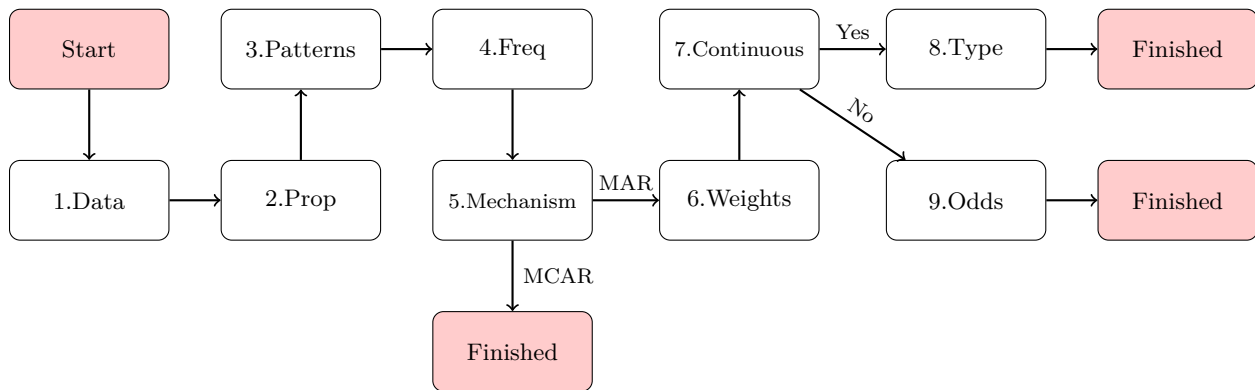 Start
1.Data
2.Prop
3.Patterns
4.Freq
5.Mechanism
MCAR
Finished
MAR
6.Weights
7.Continuous
Yes
8.Type
Finished
No
9.Odds
Finished